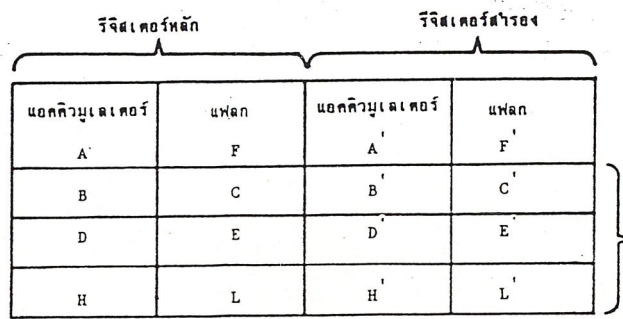 รีจิสเตอร์หลัก รีจิสเตอร์สำรอง
แอคคิวมูเลเตอร์ แฟลก แอคคิวมูเลเตอร์ แฟลก
A F A' F'
B C B' C'
D E D' E'
H L H' L'